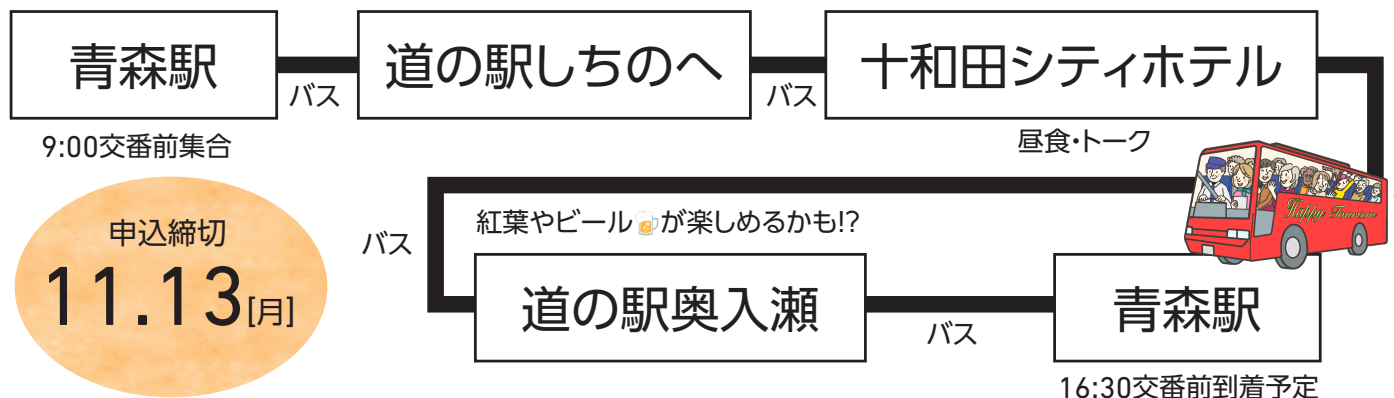 青森駅
バス
道の駅しちのへ
バス
十和田シティホテル
9:00交番前集合
昼食・トーク
Happy Tourism
申込締切
11.13[月]
バス
紅葉やビール🍺が楽しめるかも!?
道の駅奥入瀬
バス
青森駅
16:30交番前到着予定